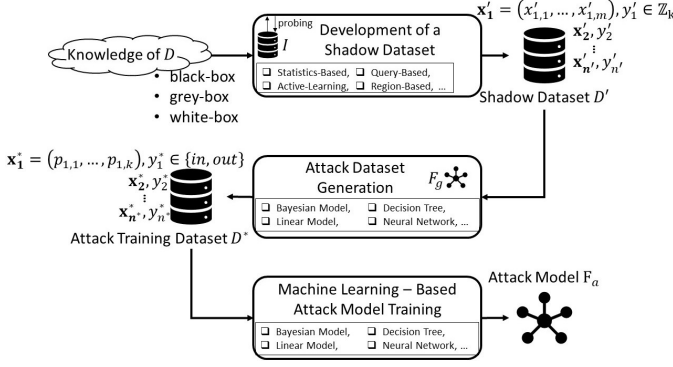 probing
Development of a
Shadow Dataset
I
❑ Statistics-Based, ❑ Query-Based,
❑ Active-Learning, ❑ Region-Based, ...
Knowledge of D
• black-box
• grey-box
• white-box
x′₁ = (x′₁,₁, … , x′₁,ₘ), y′₁ ∈ ℤₖ
x′₂, y′₂
⋮
x′ₙ′, y′ₙ′
Shadow Dataset D′
Attack Dataset
Generation
F_g
❑ Bayesian Model, ❑ Decision Tree,
❑ Linear Model, ❑ Neural Network, ...
x*₁ = (p₁,₁, … , p₁,ₖ), y*₁ ∈ {in, out}
x*₂, y*₂
⋮
x*ₙ*, y*ₙ*
Attack Training Dataset D*
Machine Learning – Based
Attack Model Training
❑ Bayesian Model, ❑ Decision Tree,
❑ Linear Model, ❑ Neural Network, ...
Attack Model Fₐ